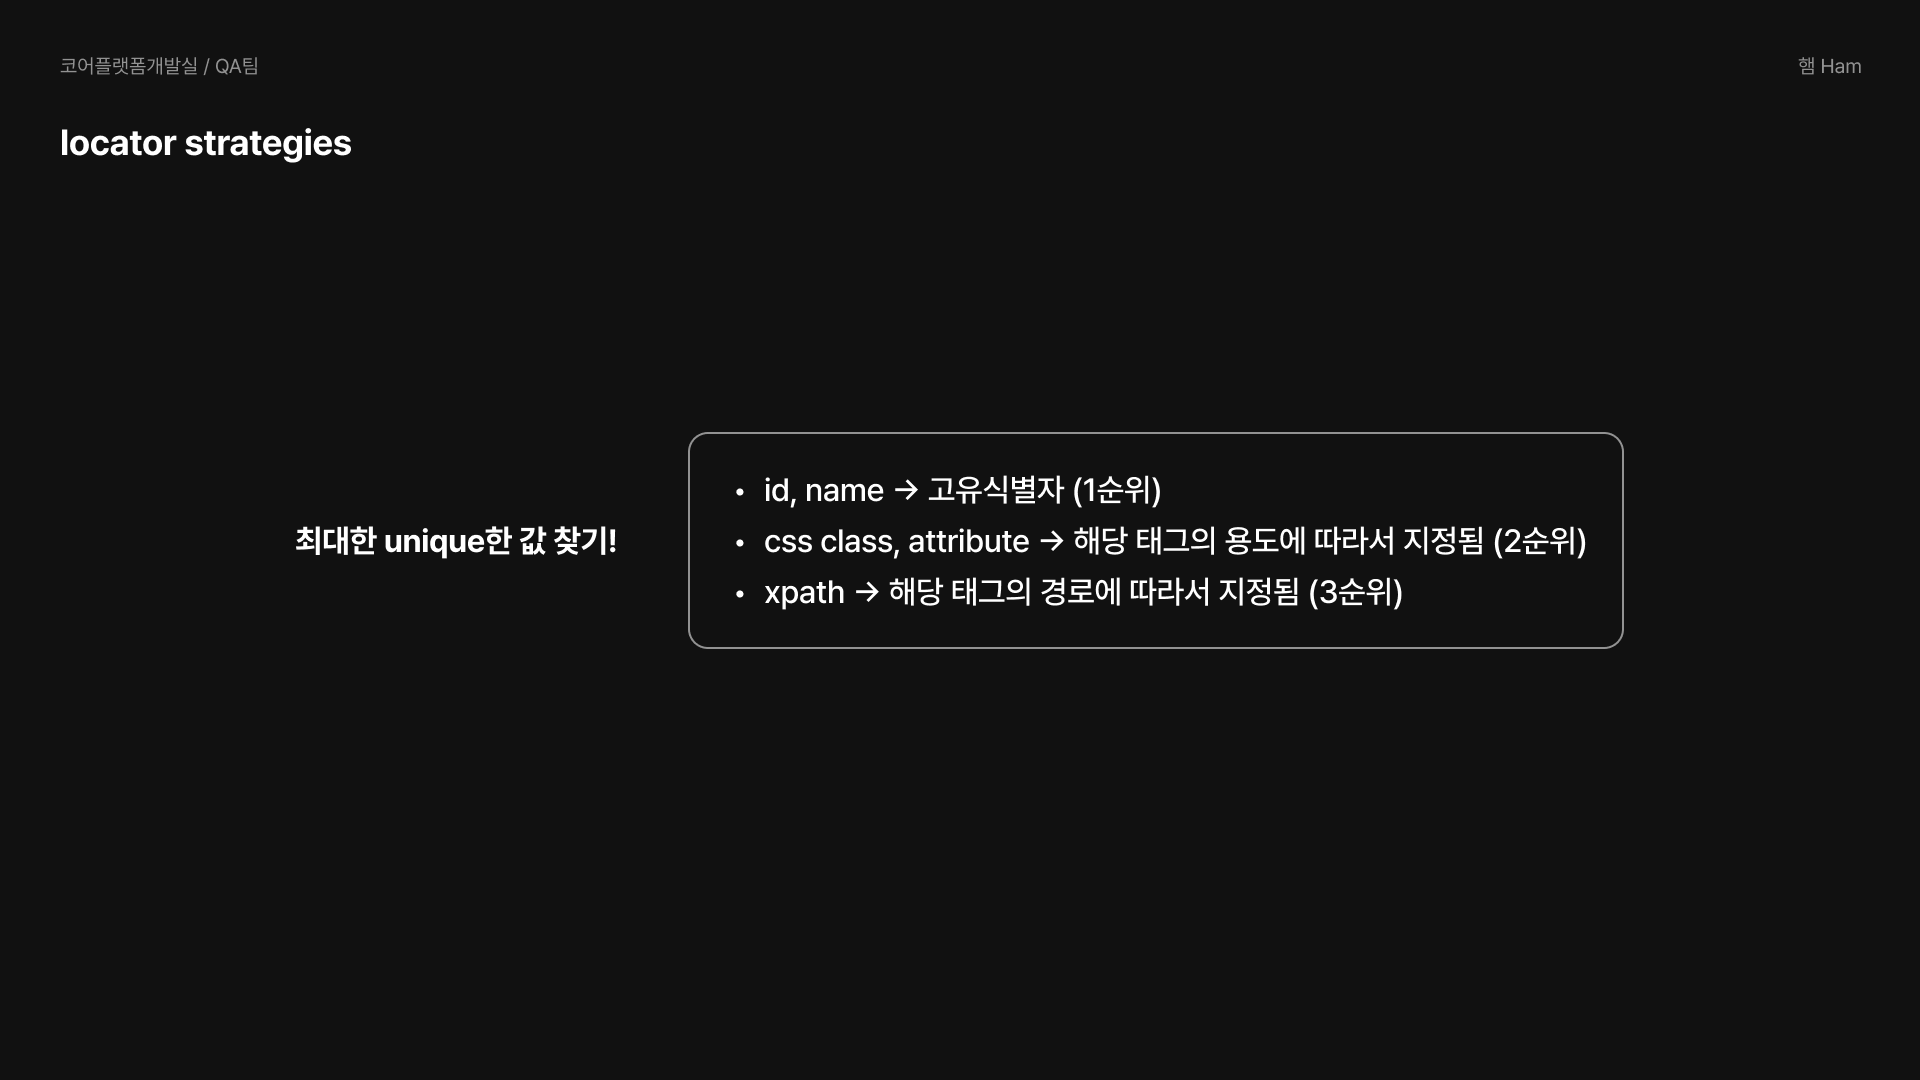 코어플랫폼개발실 / QA팀
햄 Ham
locator strategies
최대한 unique한 값 찾기!
• id, name → 고유식별자 (1순위)
• css class, attribute → 해당 태그의 용도에 따라서 지정됨 (2순위)
• xpath → 해당 태그의 경로에 따라서 지정됨 (3순위)